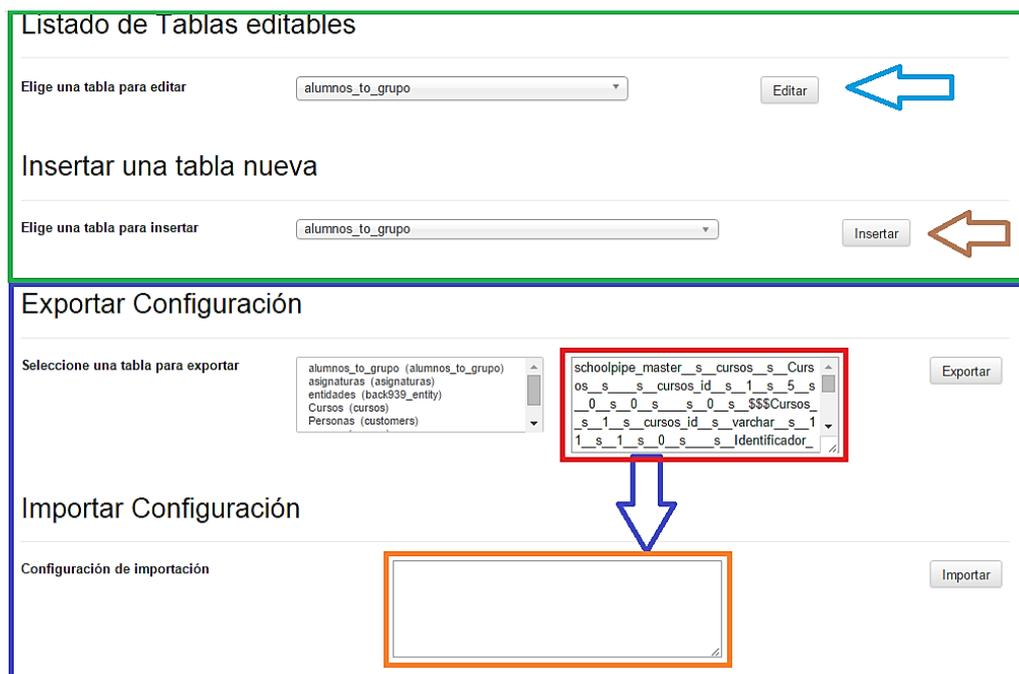 Listado de Tablas editables
Elige una tabla para editar
alumnos_to_grupo
Editar
Insertar una tabla nueva
Elige una tabla para insertar
alumnos_to_grupo
Insertar
Exportar Configuración
Seleccione una tabla para exportar
alumnos_to_grupo (alumnos_to_grupo)
asignaturas (asignaturas)
entidades (back939_entity)
Cursos (cursos)
Personas (customers)
schoolpipe_master__s__cursos__s__Curs
os__s____s__cursos_id__s__1__s__5__s
__0__s__0__s____s__0__s__$$$Cursos_
_s__1__s__cursos_id__s__varchar__s__1
1__s__1__s__0__s____s__Identificador_
Exportar
Importar Configuración
Configuración de importación
Importar